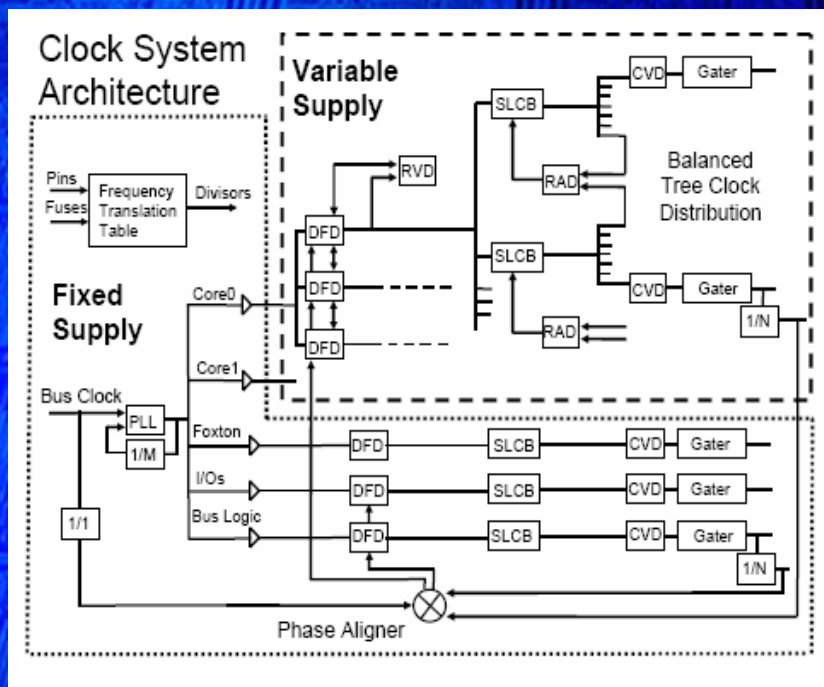 Clock System
Architecture
Variable
Supply
CVD
Gater
SLCB
RVD
RAD
Balanced
Tree Clock
Distribution
Pins
Fuses
Frequency
Translation
Table
Divisors
DFD
SLCB
DFD
CVD
Gater
Fixed
Supply
Core0
DFD
RAD
1/N
Core1
Bus Clock
PLL
1/M
Foxton
DFD
SLCB
CVD
Gater
I/Os
DFD
SLCB
CVD
Gater
1/1
Bus Logic
DFD
SLCB
CVD
Gater
1/N
Phase Aligner